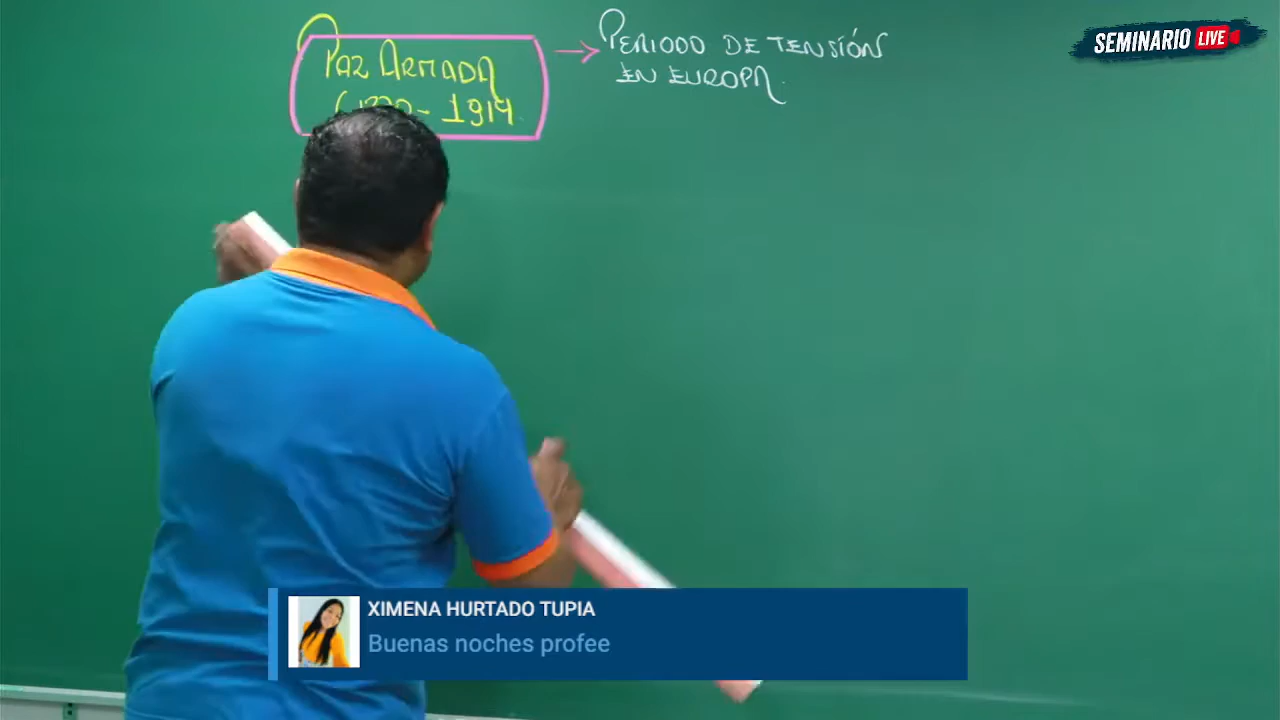 PAZ ARMADA
- 1914
PERIODO DE TENSIÓN
EN EUROPA.
SEMINARIO LIVE
XIMENA HURTADO TUPIA
Buenas noches profee